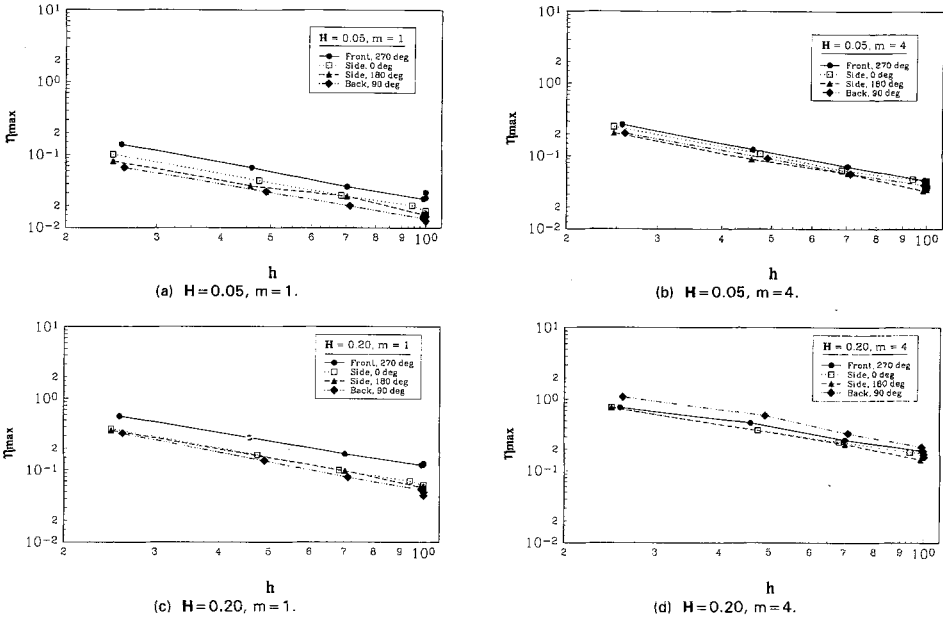 10¹
H = 0.05, m = 1
Front, 270 deg
Side, 0 deg
Side, 180 deg
Back, 90 deg
2
10⁰
2
10⁻¹
2
10⁻²
ηmax
2 3 4 5 6 7 8 9 10⁰
h
(a) H=0.05, m=1.
10¹
H = 0.05, m = 4
Front, 270 deg
Side, 0 deg
Side, 180 deg
Back, 90 deg
2
10⁰
2
10⁻¹
2
10⁻²
ηmax
2 3 4 5 6 7 8 9 10⁰
h
(b) H=0.05, m=4.
10¹
H = 0.20, m = 1
Front, 270 deg
Side, 0 deg
Side, 180 deg
Back, 90 deg
2
10⁰
2
10⁻¹
2
10⁻²
ηmax
2 3 4 5 6 7 8 9 10⁰
h
(c) H=0.20, m=1.
10¹
H = 0.20, m = 4
Front, 270 deg
Side, 0 deg
Side, 180 deg
Back, 90 deg
2
10⁰
2
10⁻¹
2
10⁻²
ηmax
2 3 4 5 6 7 8 9 10⁰
h
(d) H=0.20, m=4.